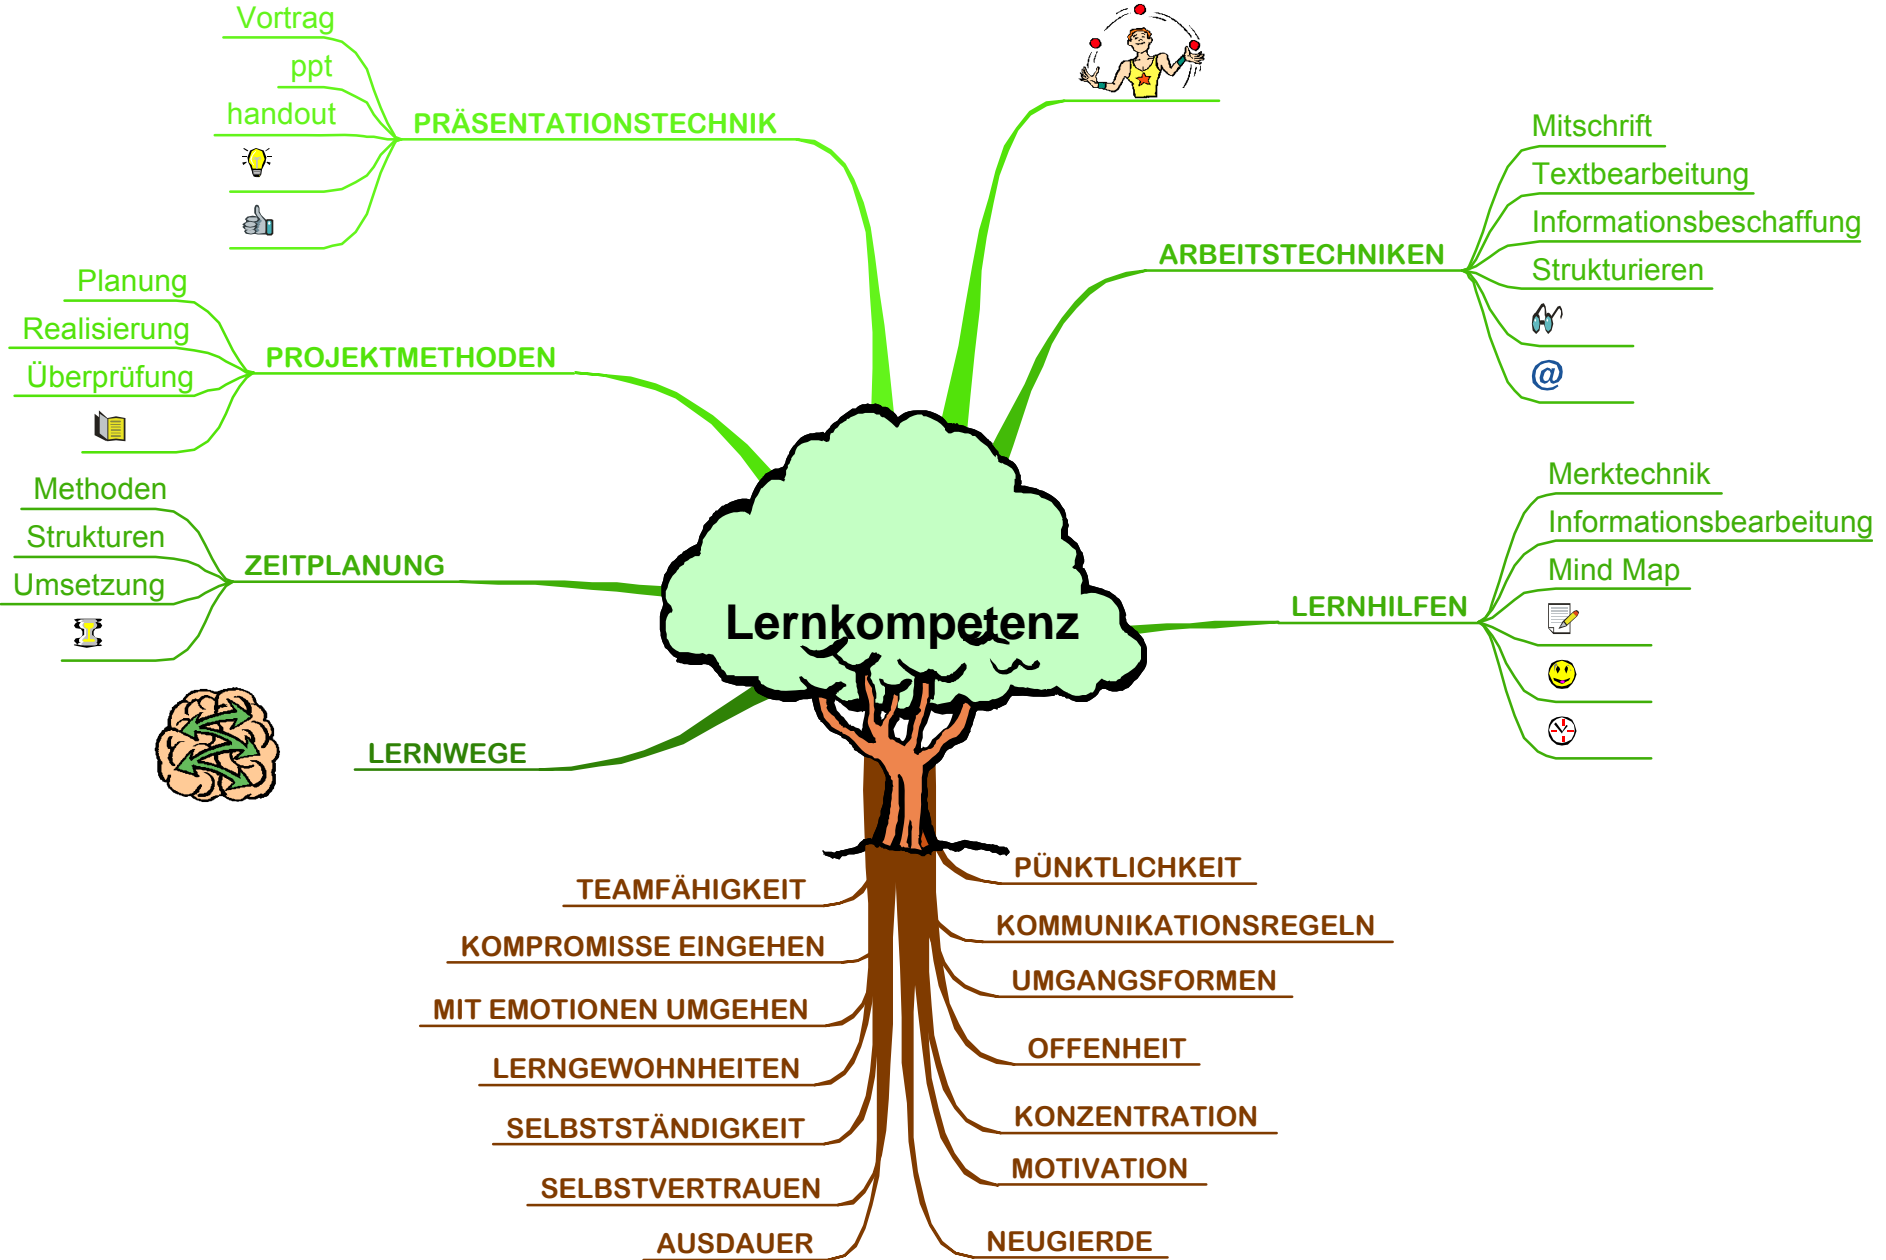 Vortrag
ppt
handout
PRÄSENTATIONSTECHNIK
Planung
Realisierung
Überprüfung
PROJEKTMETHODEN
Methoden
Strukturen
Umsetzung
ZEITPLANUNG
LERNWEGE
Lernkompetenz
Mitschrift
Textbearbeitung
Informationsbeschaffung
Strukturieren
@
ARBEITSTECHNIKEN
Merktechnik
Informationsbearbeitung
Mind Map
LERNHILFEN
TEAMFÄHIGKEIT
KOMPROMISSE EINGEHEN
MIT EMOTIONEN UMGEHEN
LERNGEWOHNHEITEN
SELBSTSTÄNDIGKEIT
SELBSTVERTRAUEN
AUSDAUER
PÜNKTLICHKEIT
KOMMUNIKATIONSREGELN
UMGANGSFORMEN
OFFENHEIT
KONZENTRATION
MOTIVATION
NEUGIERDE